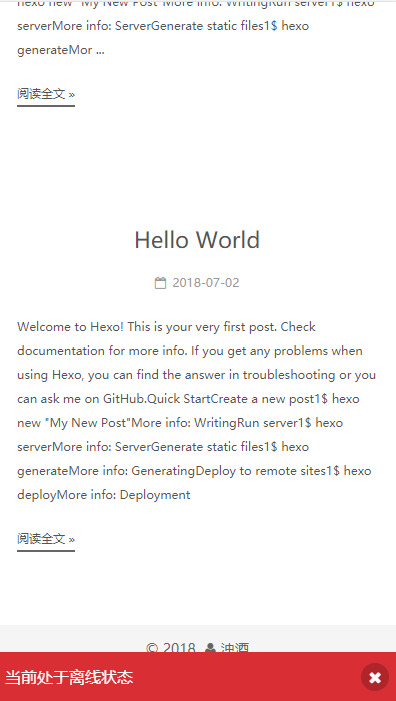 hexo new "My New Post"More info: WritingRun server1$ hexo
serverMore info: ServerGenerate static files1$ hexo
generateMor ...
阅读全文 »
Hello World
2018-07-02
Welcome to Hexo! This is your very first post. Check
documentation for more info. If you get any problems when
using Hexo, you can find the answer in troubleshooting or you
can ask me on GitHub.Quick StartCreate a new post1$ hexo
new "My New Post"More info: WritingRun server1$ hexo
serverMore info: ServerGenerate static files1$ hexo
generateMore info: GeneratingDeploy to remote sites1$ hexo
deployMore info: Deployment
阅读全文 »
© 2018 浊酒
当前处于离线状态